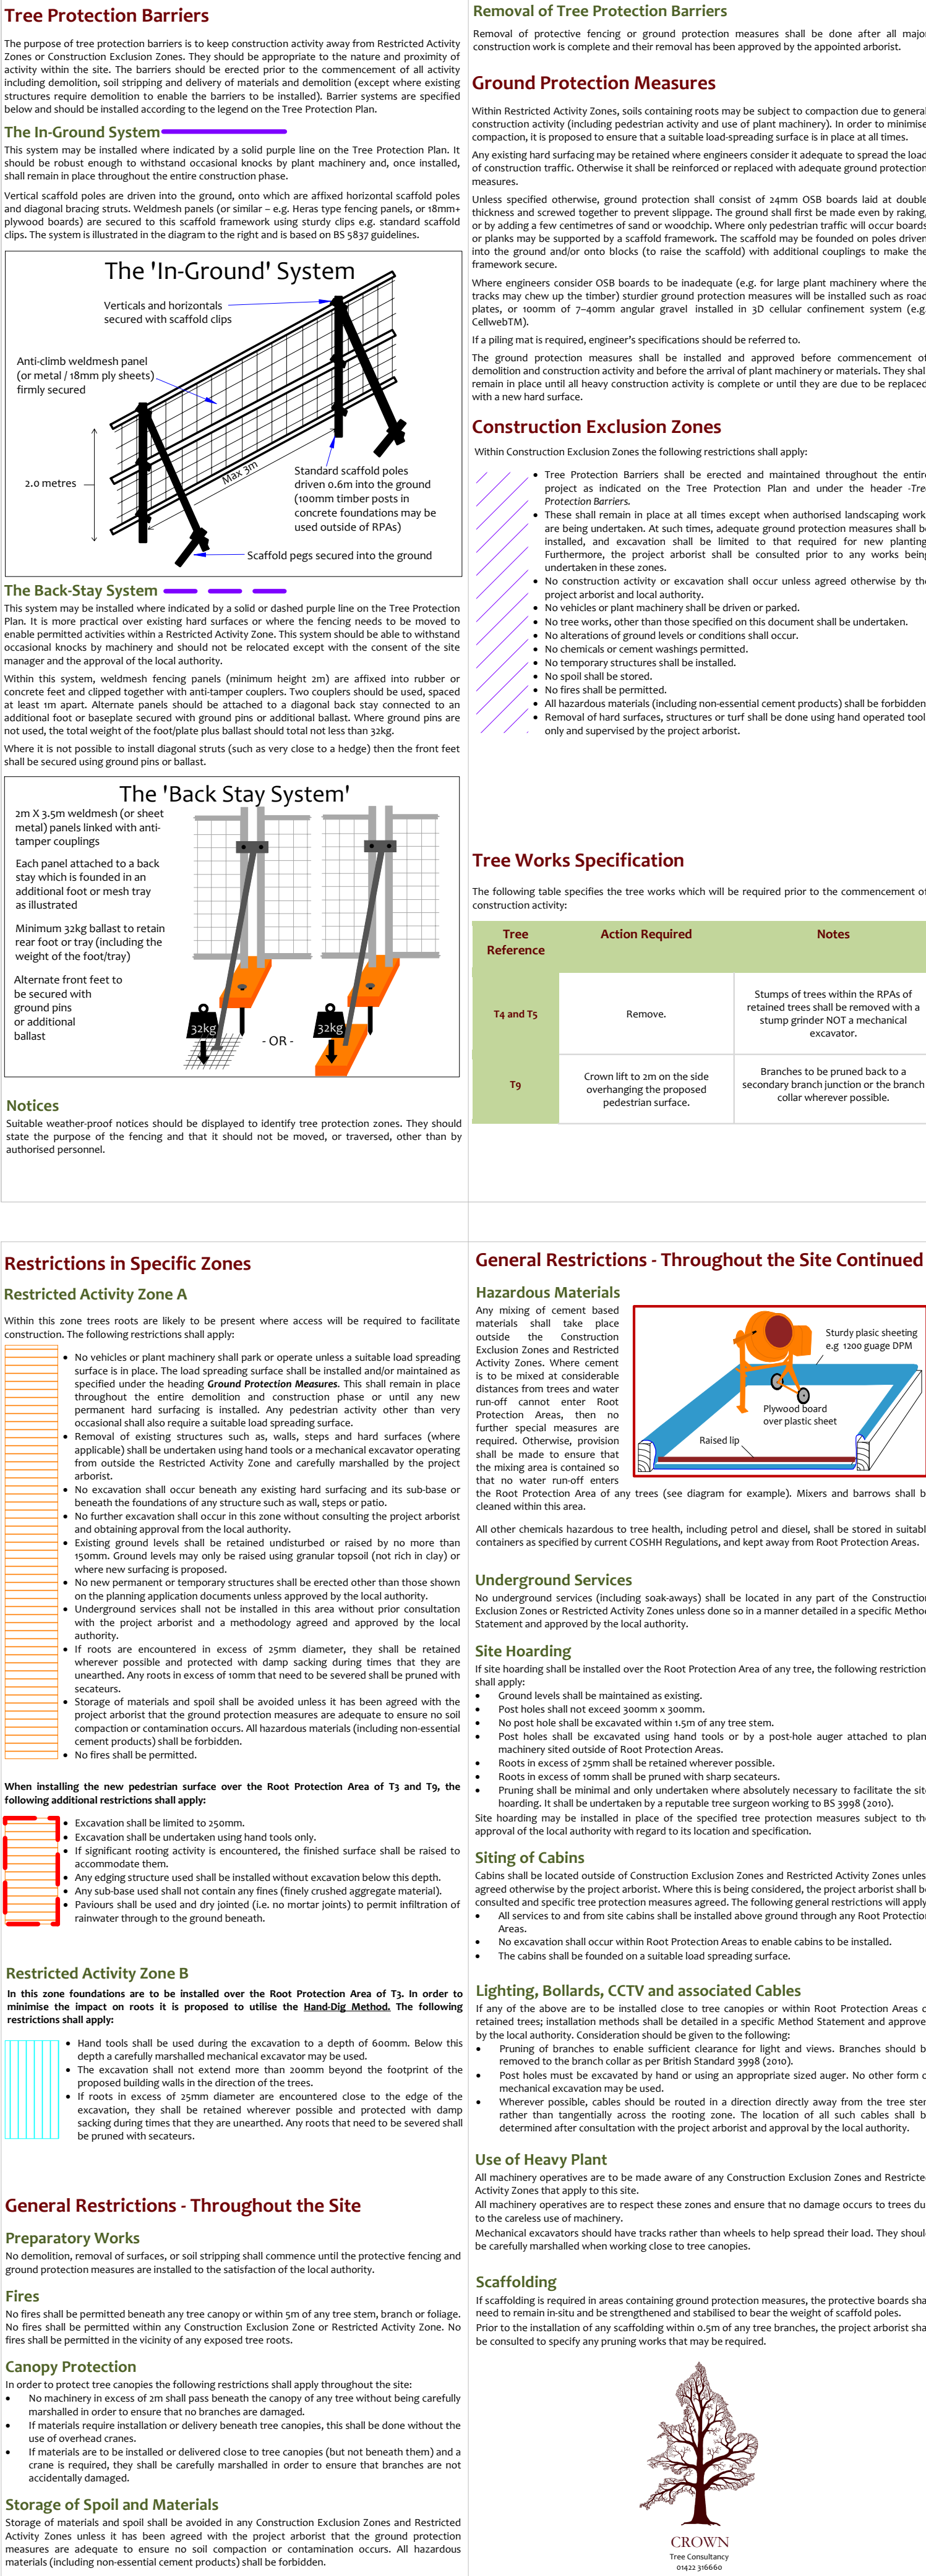 Tree Protection Barriers
The purpose of tree protection barriers is to keep construction activity away from Restricted Activity
Zones or Construction Exclusion Zones. They should be appropriate to the nature and proximity of
activity within the site. The barriers should be erected prior to the commencement of all activity
including demolition, soil stripping and delivery of materials and demolition (except where existing
structures require demolition to enable the barriers to be installed). Barrier systems are specified
below and should be installed according to the legend on the Tree Protection Plan.
The In-Ground System
This system may be installed where indicated by a solid purple line on the Tree Protection Plan. It
should be robust enough to withstand occasional knocks by plant machinery and, once installed,
shall remain in place throughout the entire construction phase.
Vertical scaffold poles are driven into the ground, onto which are affixed horizontal scaffold poles
and diagonal bracing struts. Weldmesh panels (or similar – e.g. Heras type fencing panels, or 18mm+
plywood boards) are secured to this scaffold framework using sturdy clips e.g. standard scaffold
clips. The system is illustrated in the diagram to the right and is based on BS 5837 guidelines.
The 'In-Ground' System
Verticals and horizontals
secured with scaffold clips
Anti-climb weldmesh panel
(or metal / 18mm ply sheets)
firmly secured
2.0 metres
Max 3m
Standard scaffold poles
driven 0.6m into the ground
(100mm timber posts in
concrete foundations may be
used outside of RPAs)
Scaffold pegs secured into the ground
The Back-Stay System
This system may be installed where indicated by a solid or dashed purple line on the Tree Protection
Plan. It is more practical over existing hard surfaces or where the fencing needs to be moved to
enable permitted activities within a Restricted Activity Zone. This system should be able to withstand
occasional knocks by machinery and should not be relocated except with the consent of the site
manager and the approval of the local authority.
Within this system, weldmesh fencing panels (minimum height 2m) are affixed into rubber or
concrete feet and clipped together with anti-tamper couplers. Two couplers should be used, spaced
at least 1m apart. Alternate panels should be attached to a diagonal back stay connected to an
additional foot or baseplate secured with ground pins or additional ballast. Where ground pins are
not used, the total weight of the foot/plate plus ballast should total not less than 32kg.
Where it is not possible to install diagonal struts (such as very close to a hedge) then the front feet
shall be secured using ground pins or ballast.
The 'Back Stay System'
2m X 3.5m weldmesh (or sheet
metal) panels linked with anti-
tamper couplings
Each panel attached to a back
stay which is founded in an
additional foot or mesh tray
as illustrated
Minimum 32kg ballast to retain
rear foot or tray (including the
weight of the foot/tray)
Alternate front feet to
be secured with
ground pins
or additional
ballast
32kg
- OR -
32kg
Notices
Suitable weather-proof notices should be displayed to identify tree protection zones. They should
state the purpose of the fencing and that it should not be moved, or traversed, other than by
authorised personnel.
Removal of Tree Protection Barriers
Removal of protective fencing or ground protection measures shall be done after all major
construction work is complete and their removal has been approved by the appointed arborist.
Ground Protection Measures
Within Restricted Activity Zones, soils containing roots may be subject to compaction due to general
construction activity (including pedestrian activity and use of plant machinery). In order to minimise
compaction, it is proposed to ensure that a suitable load-spreading surface is in place at all times.
Any existing hard surfacing may be retained where engineers consider it adequate to spread the load
of construction traffic. Otherwise it shall be reinforced or replaced with adequate ground protection
measures.
Unless specified otherwise, ground protection shall consist of 24mm OSB boards laid at double
thickness and screwed together to prevent slippage. The ground shall first be made even by raking,
or by adding a few centimetres of sand or woodchip. Where only pedestrian traffic will occur boards
or planks may be supported by a scaffold framework. The scaffold may be founded on poles driven
into the ground and/or onto blocks (to raise the scaffold) with additional couplings to make the
framework secure.
Where engineers consider OSB boards to be inadequate (e.g. for large plant machinery where the
tracks may chew up the timber) sturdier ground protection measures will be installed such as road
plates, or 100mm of 7–40mm angular gravel installed in 3D cellular confinement system (e.g.
CellwebTM).
If a piling mat is required, engineer's specifications should be referred to.
The ground protection measures shall be installed and approved before commencement of
demolition and construction activity and before the arrival of plant machinery or materials. They shal
remain in place until all heavy construction activity is complete or until they are due to be replaced
with a new hard surface.
Construction Exclusion Zones
Within Construction Exclusion Zones the following restrictions shall apply:
• Tree Protection Barriers shall be erected and maintained throughout the entire
project as indicated on the Tree Protection Plan and under the header -Tree
Protection Barriers.
• These shall remain in place at all times except when authorised landscaping work
are being undertaken. At such times, adequate ground protection measures shall be
installed, and excavation shall be limited to that required for new planting.
Furthermore, the project arborist shall be consulted prior to any works being
undertaken in these zones.
• No construction activity or excavation shall occur unless agreed otherwise by the
project arborist and local authority.
• No vehicles or plant machinery shall be driven or parked.
• No tree works, other than those specified on this document shall be undertaken.
• No alterations of ground levels or conditions shall occur.
• No chemicals or cement washings permitted.
• No temporary structures shall be installed.
• No spoil shall be stored.
• No fires shall be permitted.
• All hazardous materials (including non-essential cement products) shall be forbidden
• Removal of hard surfaces, structures or turf shall be done using hand operated tool
only and supervised by the project arborist.
Tree Works Specification
The following table specifies the tree works which will be required prior to the commencement of
construction activity:
Tree Reference Action Required Notes
T4 and T5 Remove. Stumps of trees within the RPAs of
retained trees shall be removed with a
stump grinder NOT a mechanical
excavator.
T9 Crown lift to 2m on the side
overhanging the proposed
pedestrian surface.
Branches to be pruned back to a
secondary branch junction or the branch
collar wherever possible.
Restrictions in Specific Zones
Restricted Activity Zone A
Within this zone trees roots are likely to be present where access will be required to facilitate
construction. The following restrictions shall apply:
• No vehicles or plant machinery shall park or operate unless a suitable load spreading
surface is in place. The load spreading surface shall be installed and/or maintained as
specified under the heading Ground Protection Measures. This shall remain in place
throughout the entire demolition and construction phase or until any new
permanent hard surfacing is installed. Any pedestrian activity other than very
occasional shall also require a suitable load spreading surface.
• Removal of existing structures such as, walls, steps and hard surfaces (where
applicable) shall be undertaken using hand tools or a mechanical excavator operating
from outside the Restricted Activity Zone and carefully marshalled by the project
arborist.
• No excavation shall occur beneath any existing hard surfacing and its sub-base or
beneath the foundations of any structure such as wall, steps or patio.
• No further excavation shall occur in this zone without consulting the project arborist
and obtaining approval from the local authority.
• Existing ground levels shall be retained undisturbed or raised by no more than
150mm. Ground levels may only be raised using granular topsoil (not rich in clay) or
where new surfacing is proposed.
• No new permanent or temporary structures shall be erected other than those shown
on the planning application documents unless approved by the local authority.
• Underground services shall not be installed in this area without prior consultation
with the project arborist and a methodology agreed and approved by the local
authority.
• If roots are encountered in excess of 25mm diameter, they shall be retained
wherever possible and protected with damp sacking during times that they are
unearthed. Any roots in excess of 10mm that need to be severed shall be pruned with
secateurs.
• Storage of materials and spoil shall be avoided unless it has been agreed with the
project arborist that the ground protection measures are adequate to ensure no soil
compaction or contamination occurs. All hazardous materials (including non-essential
cement products) shall be forbidden.
• No fires shall be permitted.
When installing the new pedestrian surface over the Root Protection Area of T3 and T9, the
following additional restrictions shall apply:
• Excavation shall be limited to 250mm.
• Excavation shall be undertaken using hand tools only.
• If significant rooting activity is encountered, the finished surface shall be raised to
accommodate them.
• Any edging structure used shall be installed without excavation below this depth.
• Any sub-base used shall not contain any fines (finely crushed aggregate material).
• Paviours shall be used and dry jointed (i.e. no mortar joints) to permit infiltration of
rainwater through to the ground beneath.
Restricted Activity Zone B
In this zone foundations are to be installed over the Root Protection Area of T3. In order to
minimise the impact on roots it is proposed to utilise the Hand-Dig Method. The following
restrictions shall apply:
• Hand tools shall be used during the excavation to a depth of 600mm. Below this
depth a carefully marshalled mechanical excavator may be used.
• The excavation shall not extend more than 200mm beyond the footprint of the
proposed building walls in the direction of the trees.
• If roots in excess of 25mm diameter are encountered close to the edge of the
excavation, they shall be retained wherever possible and protected with damp
sacking during times that they are unearthed. Any roots that need to be severed shall
be pruned with secateurs.
General Restrictions - Throughout the Site
Preparatory Works
No demolition, removal of surfaces, or soil stripping shall commence until the protective fencing and
ground protection measures are installed to the satisfaction of the local authority.
Fires
No fires shall be permitted beneath any tree canopy or within 5m of any tree stem, branch or foliage.
No fires shall be permitted within any Construction Exclusion Zone or Restricted Activity Zone. No
fires shall be permitted in the vicinity of any exposed tree roots.
Canopy Protection
In order to protect tree canopies the following restrictions shall apply throughout the site:
• No machinery in excess of 2m shall pass beneath the canopy of any tree without being carefully
marshalled in order to ensure that no branches are damaged.
• If materials require installation or delivery beneath tree canopies, this shall be done without the
use of overhead cranes.
• If materials are to be installed or delivered close to tree canopies (but not beneath them) and a
crane is required, they shall be carefully marshalled in order to ensure that branches are not
accidentally damaged.
Storage of Spoil and Materials
Storage of materials and spoil shall be avoided in any Construction Exclusion Zones and Restricted
Activity Zones unless it has been agreed with the project arborist that the ground protection
measures are adequate to ensure no soil compaction or contamination occurs. All hazardous
materials (including non-essential cement products) shall be forbidden.
General Restrictions - Throughout the Site Continued
Hazardous Materials
Any mixing of cement based
materials shall take place
outside the Construction
Exclusion Zones and Restricted
Activity Zones. Where cement
is to be mixed at considerable
distances from trees and water
run-off cannot enter Root
Protection Areas, then no
further special measures are
required. Otherwise, provision
shall be made to ensure that
the mixing area is contained so
that no water run-off enters
the Root Protection Area of any trees (see diagram for example). Mixers and barrows shall b
cleaned within this area.
Sturdy plasic sheeting
e.g 1200 guage DPM
Plywood board
over plastic sheet
Raised lip
All other chemicals hazardous to tree health, including petrol and diesel, shall be stored in suitabl
containers as specified by current COSHH Regulations, and kept away from Root Protection Areas.
Underground Services
No underground services (including soak-aways) shall be located in any part of the Construction
Exclusion Zones or Restricted Activity Zones unless done so in a manner detailed in a specific Metho
Statement and approved by the local authority.
Site Hoarding
If site hoarding shall be installed over the Root Protection Area of any tree, the following restriction
shall apply:
• Ground levels shall be maintained as existing.
• Post holes shall not exceed 300mm x 300mm.
• No post hole shall be excavated within 1.5m of any tree stem.
• Post holes shall be excavated using hand tools or by a post-hole auger attached to plan
machinery sited outside of Root Protection Areas.
• Roots in excess of 25mm shall be retained wherever possible.
• Roots in excess of 10mm shall be pruned with sharp secateurs.
• Pruning shall be minimal and only undertaken where absolutely necessary to facilitate the sit
hoarding. It shall be undertaken by a reputable tree surgeon working to BS 3998 (2010).
Site hoarding may be installed in place of the specified tree protection measures subject to the
approval of the local authority with regard to its location and specification.
Siting of Cabins
Cabins shall be located outside of Construction Exclusion Zones and Restricted Activity Zones unles
agreed otherwise by the project arborist. Where this is being considered, the project arborist shall b
consulted and specific tree protection measures agreed. The following general restrictions will apply
• All services to and from site cabins shall be installed above ground through any Root Protection
Areas.
• No excavation shall occur within Root Protection Areas to enable cabins to be installed.
• The cabins shall be founded on a suitable load spreading surface.
Lighting, Bollards, CCTV and associated Cables
If any of the above are to be installed close to tree canopies or within Root Protection Areas o
retained trees; installation methods shall be detailed in a specific Method Statement and approve
by the local authority. Consideration should be given to the following:
• Pruning of branches to enable sufficient clearance for light and views. Branches should b
removed to the branch collar as per British Standard 3998 (2010).
• Post holes must be excavated by hand or using an appropriate sized auger. No other form o
mechanical excavation may be used.
• Wherever possible, cables should be routed in a direction directly away from the tree stem
rather than tangentially across the rooting zone. The location of all such cables shall b
determined after consultation with the project arborist and approval by the local authority.
Use of Heavy Plant
All machinery operatives are to be made aware of any Construction Exclusion Zones and Restricte
Activity Zones that apply to this site.
All machinery operatives are to respect these zones and ensure that no damage occurs to trees du
to the careless use of machinery.
Mechanical excavators should have tracks rather than wheels to help spread their load. They shoul
be carefully marshalled when working close to tree canopies.
Scaffolding
If scaffolding is required in areas containing ground protection measures, the protective boards sha
need to remain in-situ and be strengthened and stabilised to bear the weight of scaffold poles.
Prior to the installation of any scaffolding within 0.5m of any tree branches, the project arborist sha
be consulted to specify any pruning works that may be required.
CROWN
Tree Consultancy
01422 316660